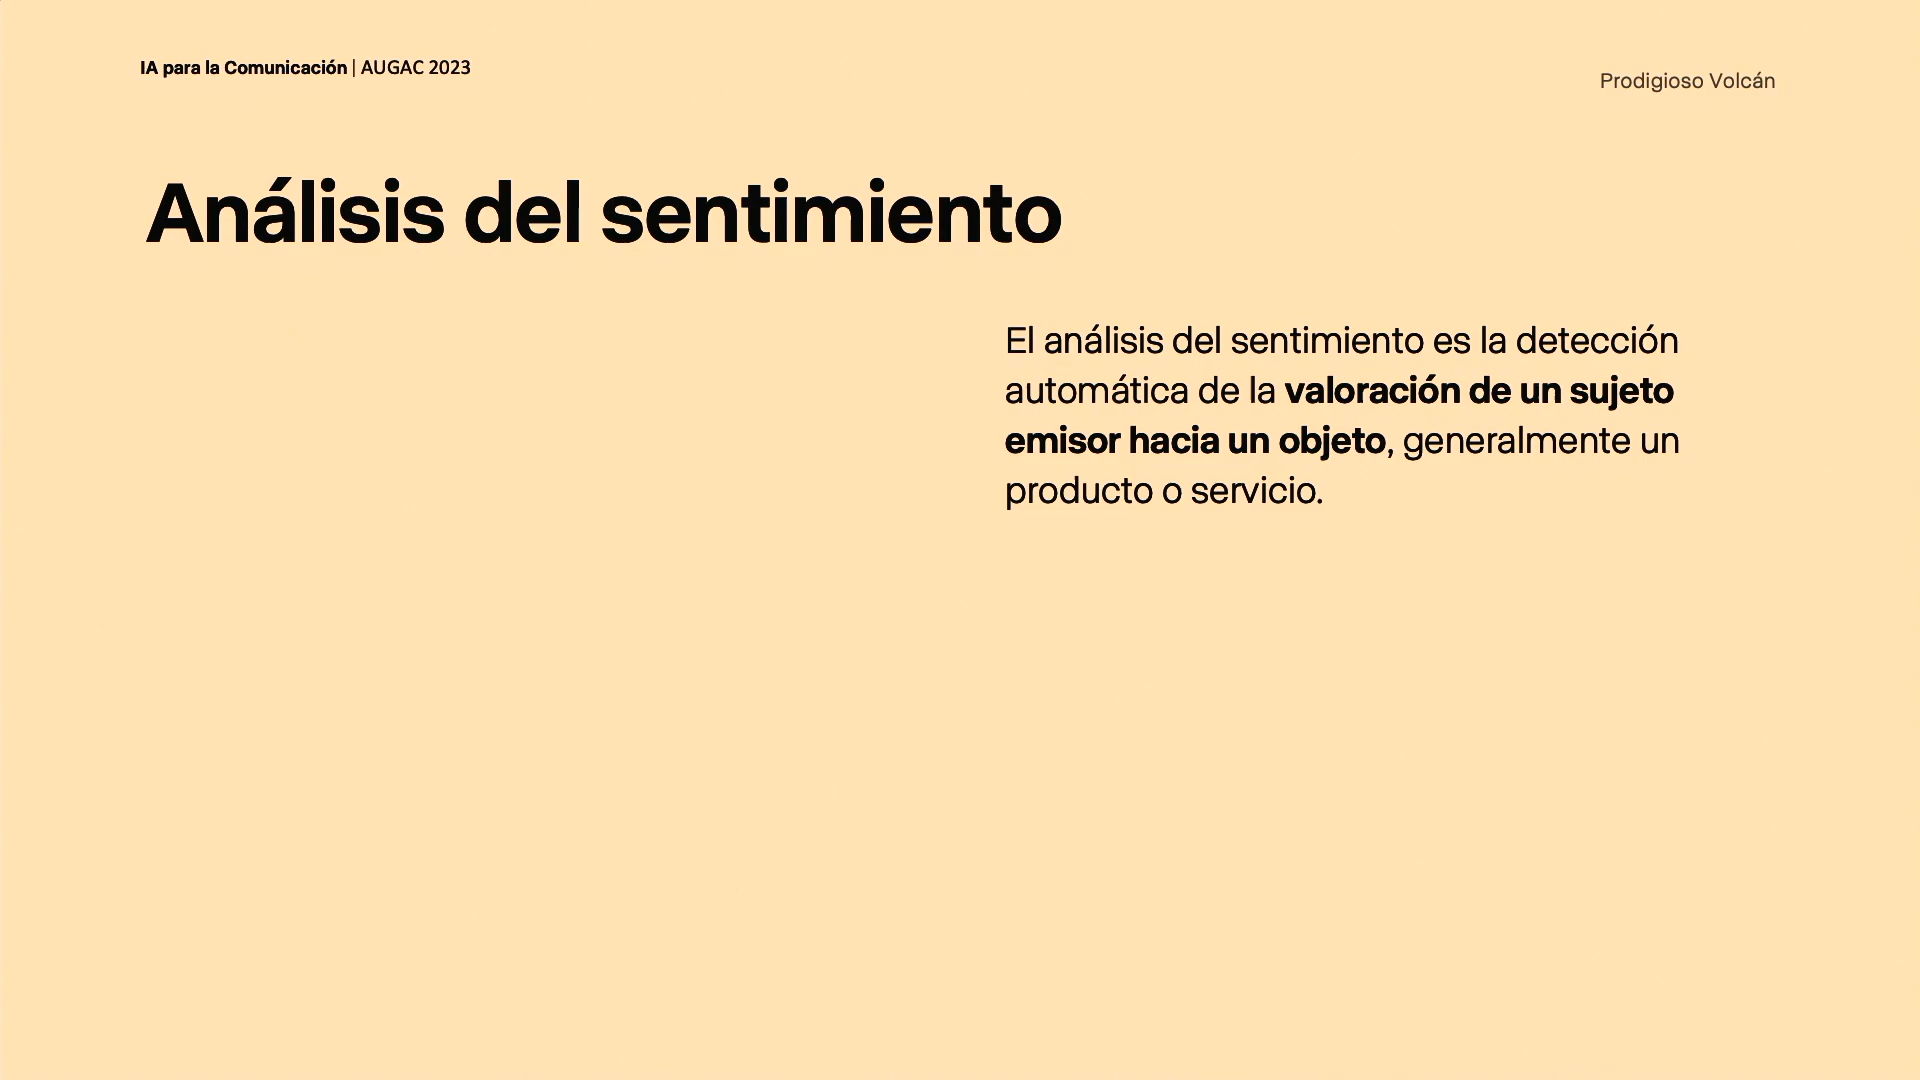 IA para la Comunicación | AUGAC 2023
Prodigioso Volcán
Análisis del sentimiento
El análisis del sentimiento es la detección
automática de la valoración de un sujeto
emisor hacia un objeto, generalmente un
producto o servicio.